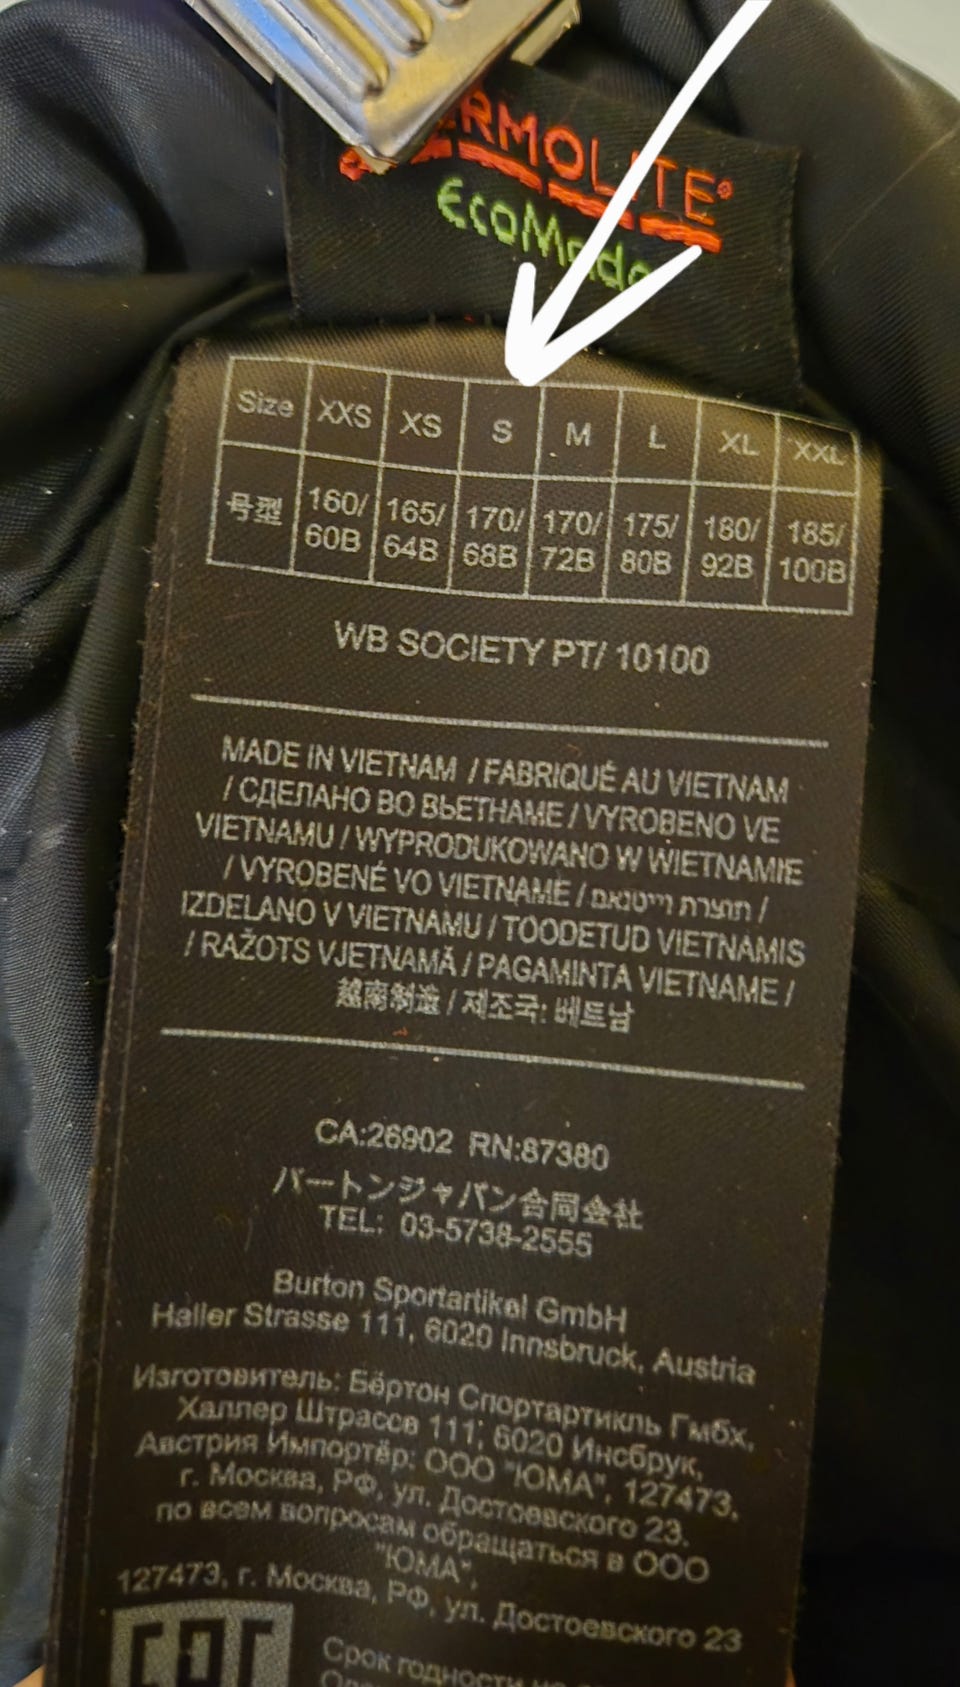 ERMOLITE®
EcoMade
Size XXS XS S M L XL XXL
号型 160/60B 165/64B 170/68B 170/72B 175/80B 180/92B 185/100B
WB SOCIETY PT/ 10100
MADE IN VIETNAM / FABRIQUÉ AU VIETNAM
/ СДЕЛАНО ВО ВЬЕТНАМЕ / VYROBENO VE
VIETNAMU / WYPRODUKOWANO W WIETNAMIE
/ VYROBENÉ VO VIETNAME / תוצרת וייטנאם /
IZDELANO V VIETNAMU / TOODETUD VIETNAMIS
/ RAŽOTS VJETNAMĀ / PAGAMINTA VIETNAME /
越南制造 / 제조국: 베트남
CA:26902 RN:87380
バートンジャパン合同会社
TEL: 03-5738-2555
Burton Sportartikel GmbH
Haller Strasse 111, 6020 Innsbruck, Austria
Изготовитель: Бёртон Спортартикль Гмбх,
Халлер Штрассе 111; 6020 Инсбрук,
Австрия Импортёр: ООО "ЮМА", 127473,
г. Москва, РФ, ул. Достоевского 23.
по всем вопросам обращаться в ООО
"ЮМА",
127473, г. Москва, РФ, ул. Достоевского 23
EAC
Срок годности не